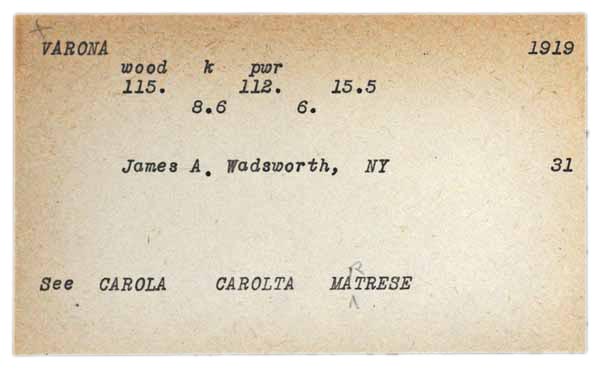 x
VARONA 1919
wood k pwr
115. 112. 15.5
8.6 6.
James A. Wadsworth, NY 31
R
See CAROLA CAROLTA MATRESE
^